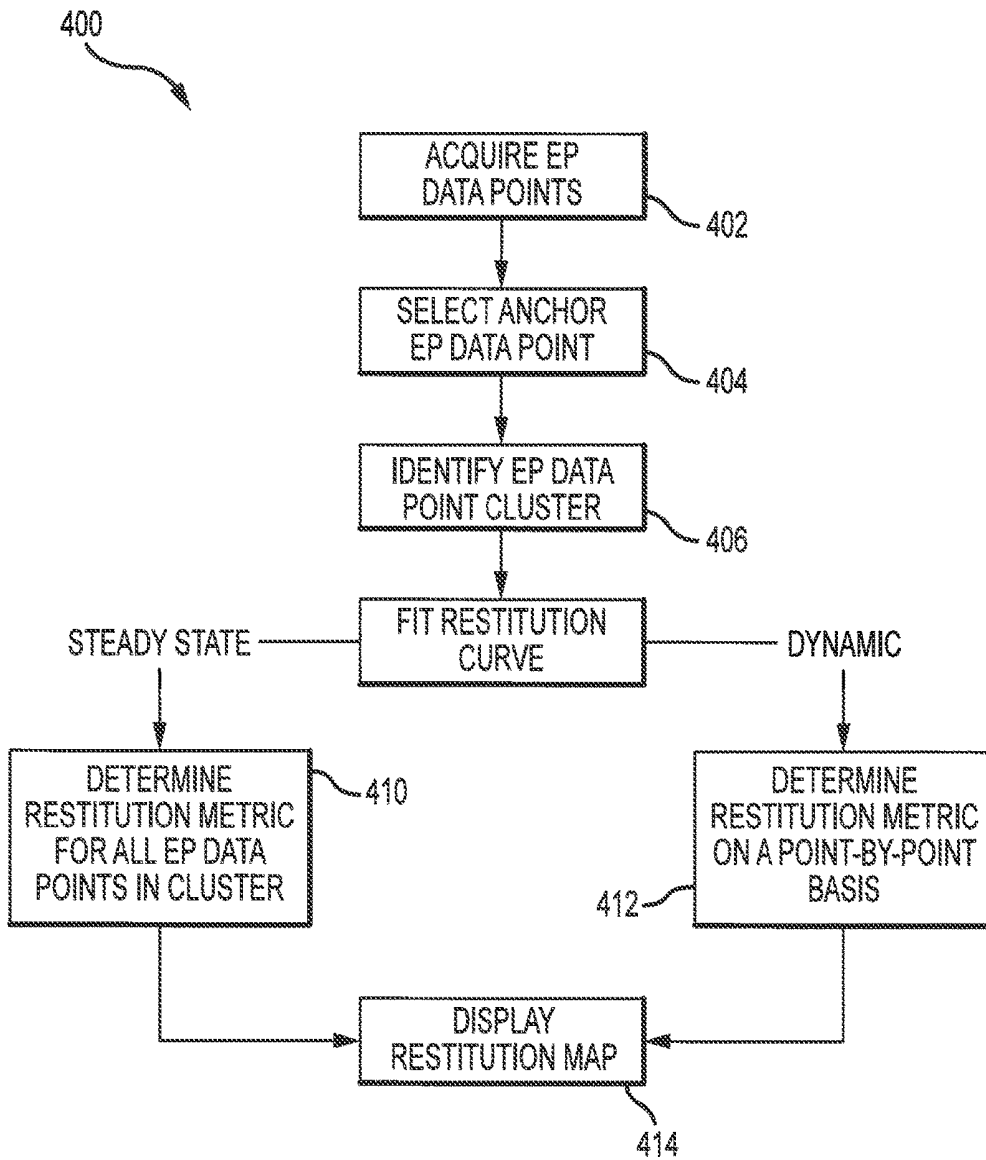 400
ACQUIRE EP
DATA POINTS
402
SELECT ANCHOR
EP DATA POINT
404
IDENTIFY EP DATA
POINT CLUSTER
406
FIT RESTITUTION
CURVE
STEADY STATE
DYNAMIC
DETERMINE
RESTITUTION METRIC
FOR ALL EP DATA
POINTS IN CLUSTER
410
DETERMINE
RESTITUTION METRIC
ON A POINT-BY-POINT
BASIS
412
DISPLAY
RESTITUTION MAP
414